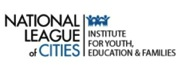 NATIONAL
LEAGUE
of CITIES
INSTITUTE
FOR YOUTH,
EDUCATION & FAMILIES